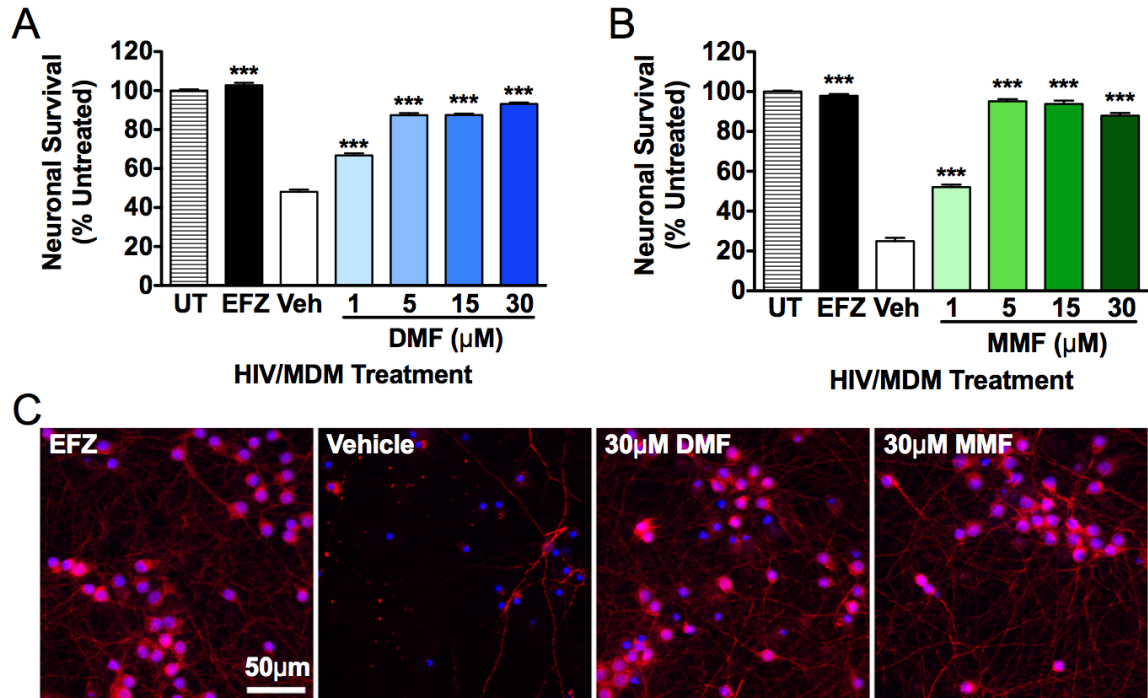 A
Neuronal Survival
(% Untreated)
120
100
80
60
40
20
0
***
***
***
***
***
UT EFZ Veh 1 5 15 30
DMF (µM)
HIV/MDM Treatment
B
Neuronal Survival
(% Untreated)
120
100
80
60
40
20
0
***
***
***
***
***
UT EFZ Veh 1 5 15 30
MMF (µM)
HIV/MDM Treatment
C
EFZ
50µm
Vehicle
30µM DMF
30µM MMF